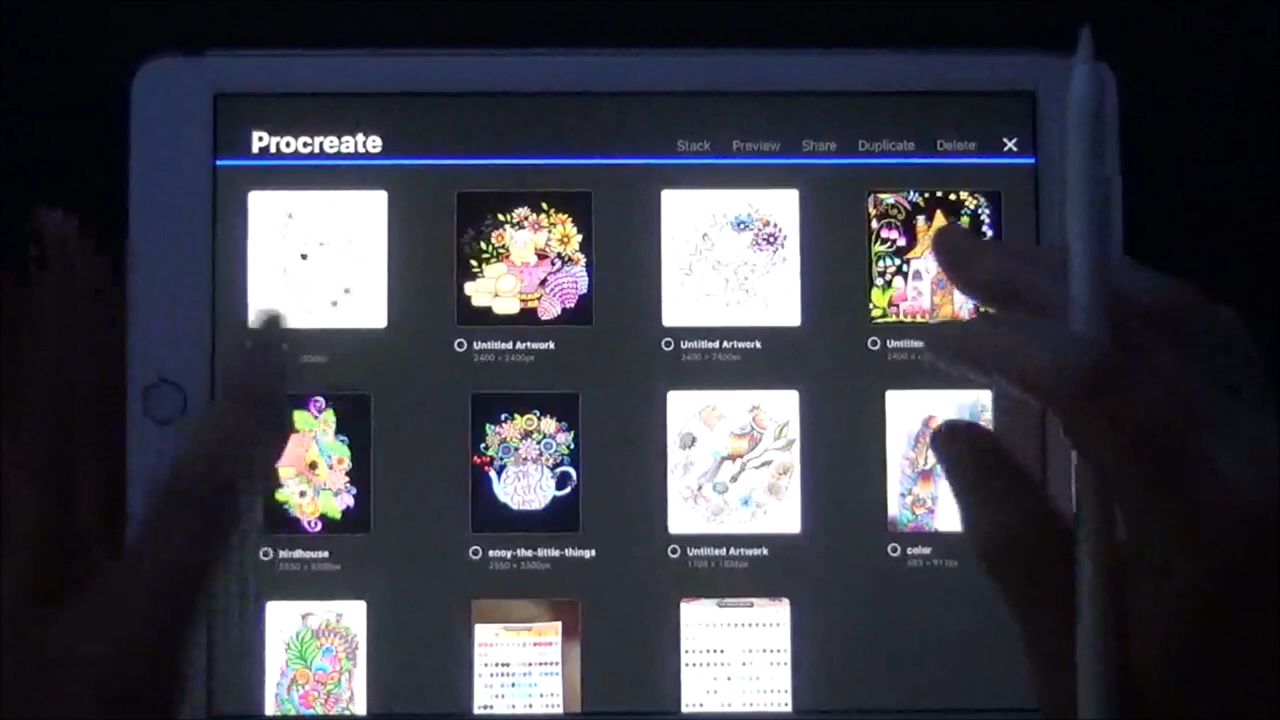 Procreate
Stack Preview Share Duplicate Delete
Untitled Artwork Untitled Artwork
2400 × 2400px 2400 × 2400px
birdhouse enoy-the-little-things Untitled Artwork color
2550 × 3300px